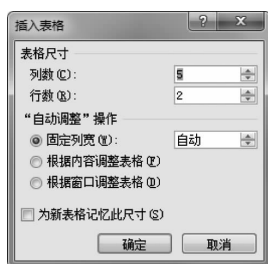 插入表格
表格尺寸
列数(C): 5
行数(R): 2
“自动调整”操作
固定列宽(W): 自动
根据内容调整表格(F)
根据窗口调整表格(D)
为新表格记忆此尺寸(S)
确定 取消